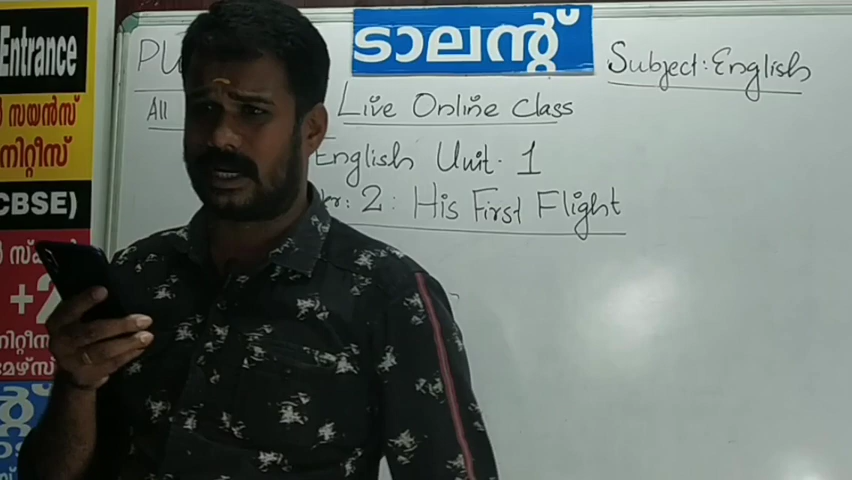 Entrance
സയൻസ്
നിറ്റീസ്
CBSE)
+2
ടാലന്റ്
Subject: English
All
Live Online Class
English Unit. 1
2: His First Flight